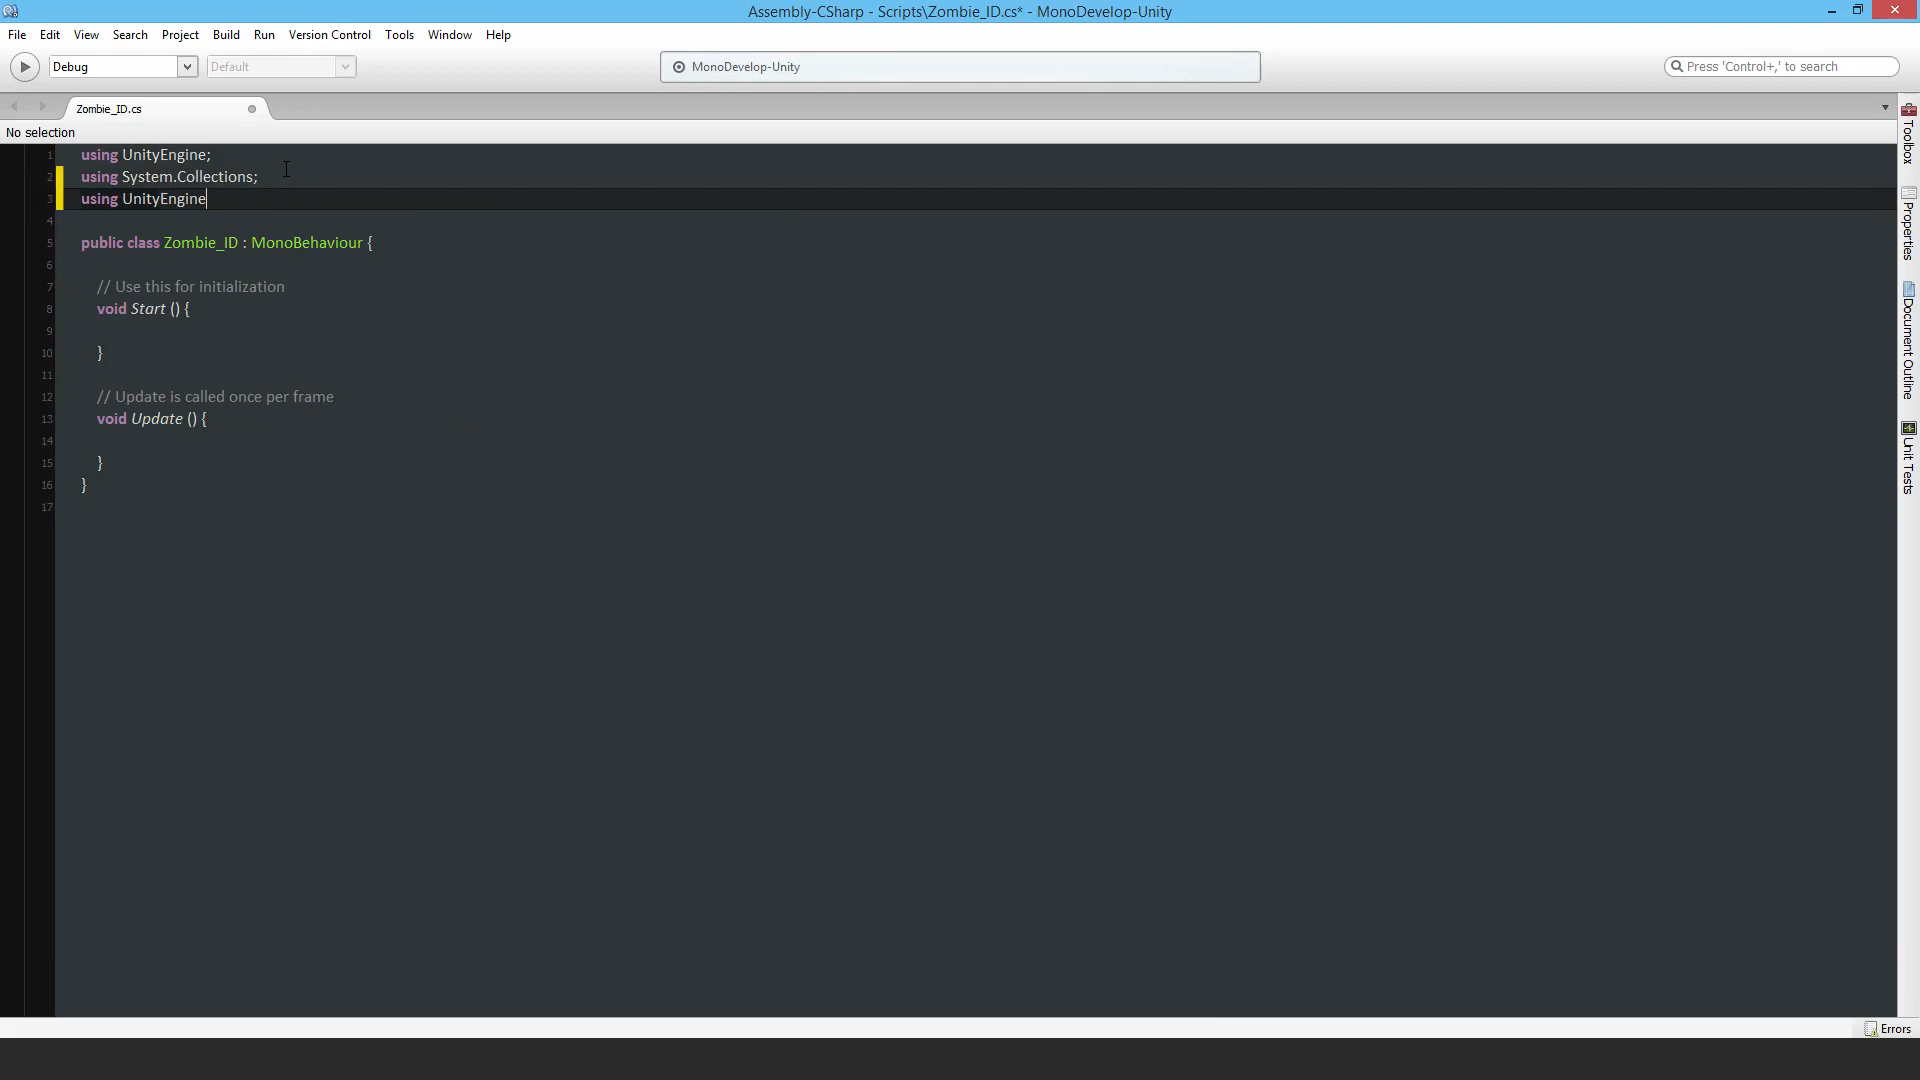 Assembly-CSharp - Scripts\Zombie_ID.cs* - MonoDevelop-Unity
File Edit View Search Project Build Run Version Control Tools Window Help
Debug Default MonoDevelop-Unity Press 'Control+,' to search
Zombie_ID.cs
No selection
1 using UnityEngine;
2 using System.Collections;
3 using UnityEngine
4
5 public class Zombie_ID : MonoBehaviour {
6
7 // Use this for initialization
8 void Start () {
9
10 }
11
12 // Update is called once per frame
13 void Update () {
14
15 }
16 }
17
Toolbox
Properties
Document Outline
Unit Tests
Errors